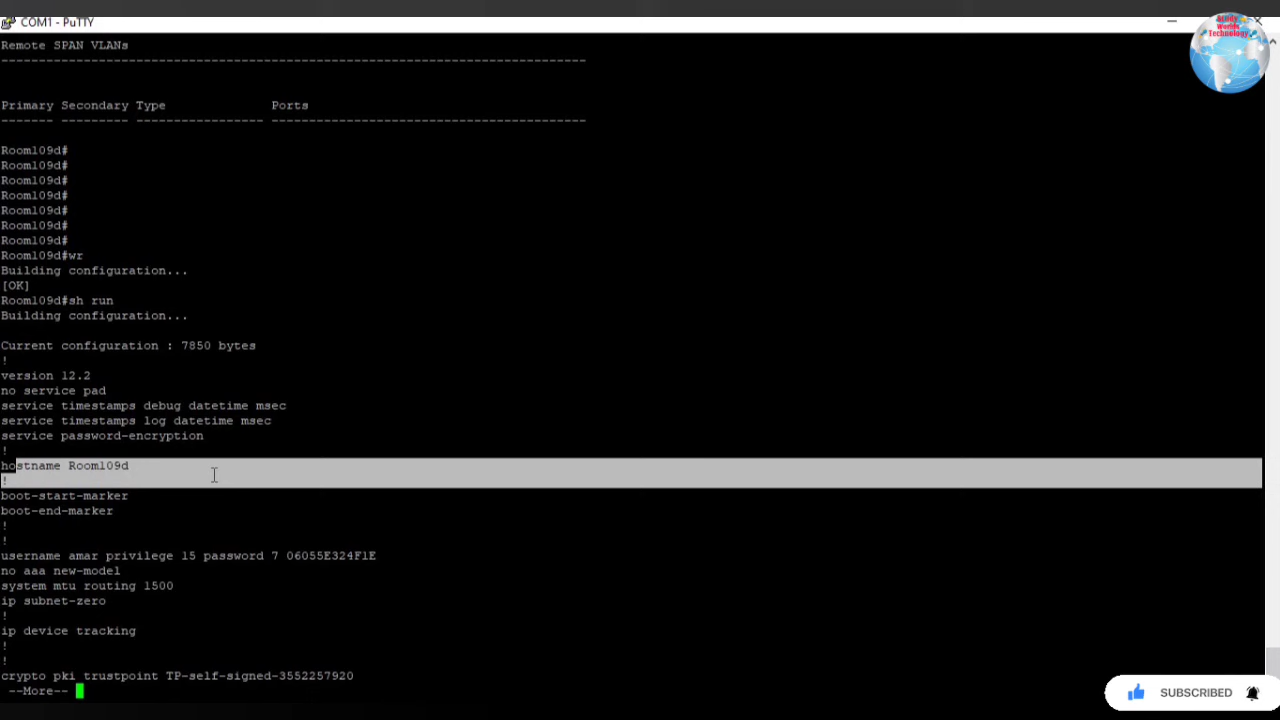 COM1 - PuTTY
Study
Worlds
Technology
Remote SPAN VLANs
------------------------------------------------------------------------------
Primary Secondary Type              Ports
------- --------- ----------------- ------------------------------------------
Room109d#
Room109d#
Room109d#
Room109d#
Room109d#
Room109d#
Room109d#
Room109d#wr
Building configuration...
[OK]
Room109d#sh run
Building configuration...
Current configuration : 7850 bytes
!
version 12.2
no service pad
service timestamps debug datetime msec
service timestamps log datetime msec
service password-encryption
!
hostname Room109d
!
boot-start-marker
boot-end-marker
!
!
username amar privilege 15 password 7 06055E324F1E
no aaa new-model
system mtu routing 1500
ip subnet-zero
!
ip device tracking
!
!
crypto pki trustpoint TP-self-signed-3552257920
--More--
SUBSCRIBED